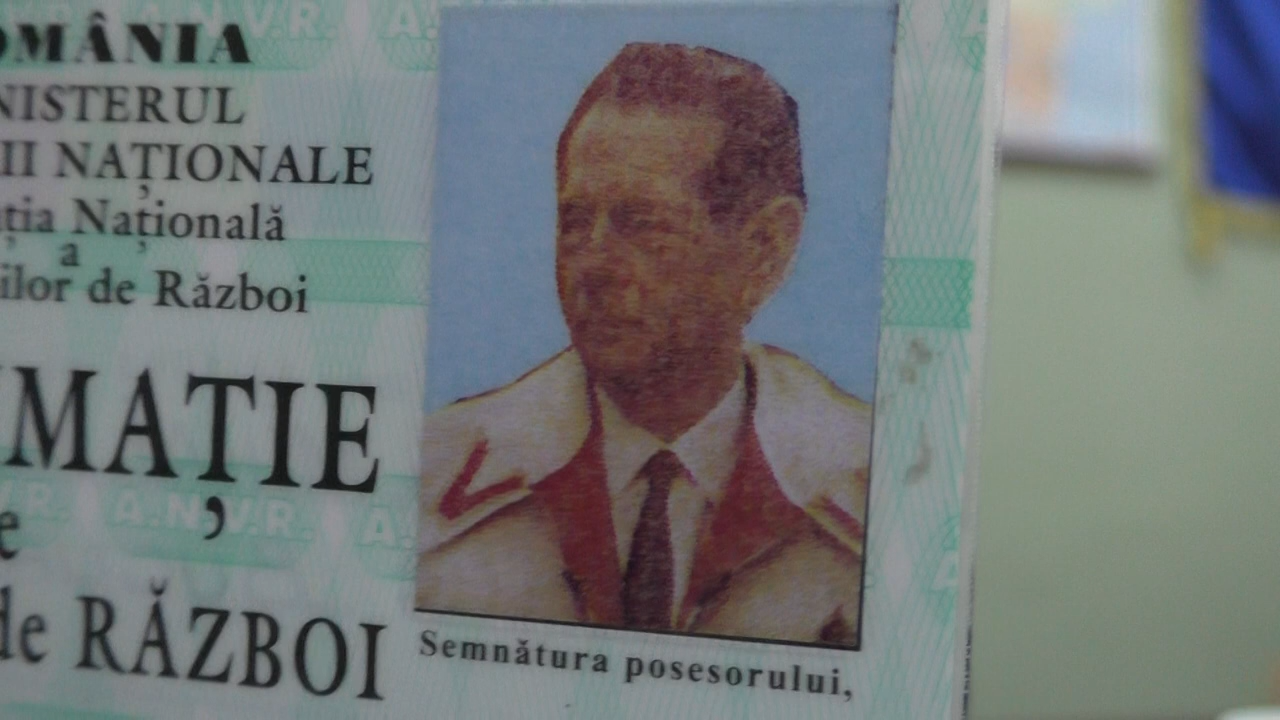 OMÂNIA
NISTERUL
II NAȚIONALE
ția Națională
a
ilor de Război
MAȚIE
e
de RĂZBOI
Semnătura posesorului,
A.N.V.R.